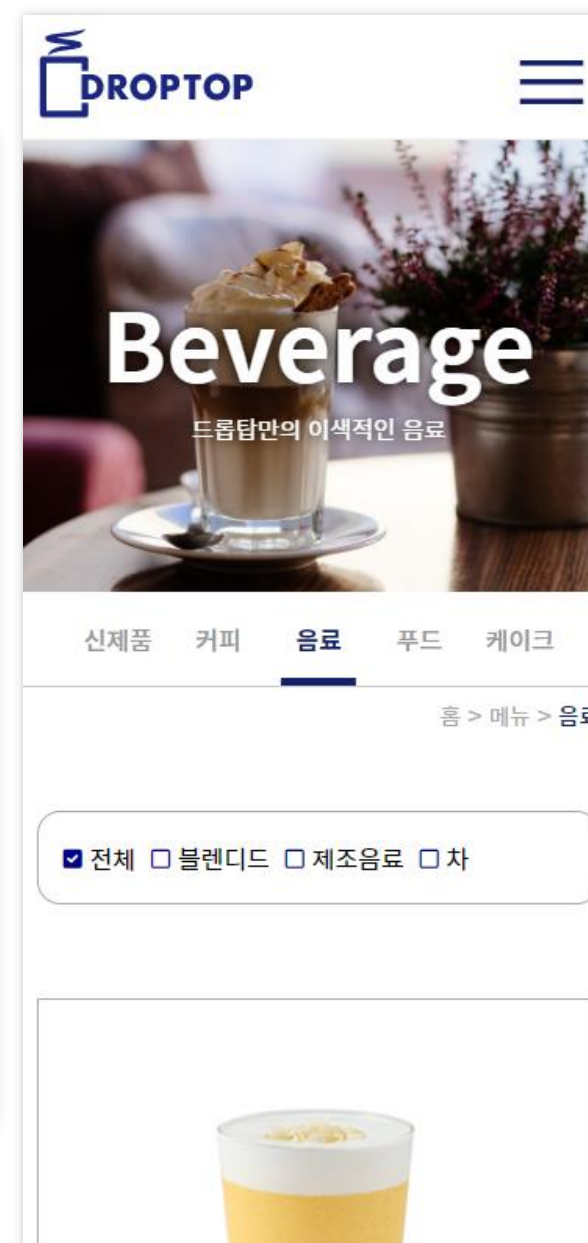 DROPTOP
Beverage
드롭탑만의 이색적인 음료
신제품 커피 음료 푸드 케이크
홈 > 메뉴 > 음료
전체 블렌디드 제조음료 차